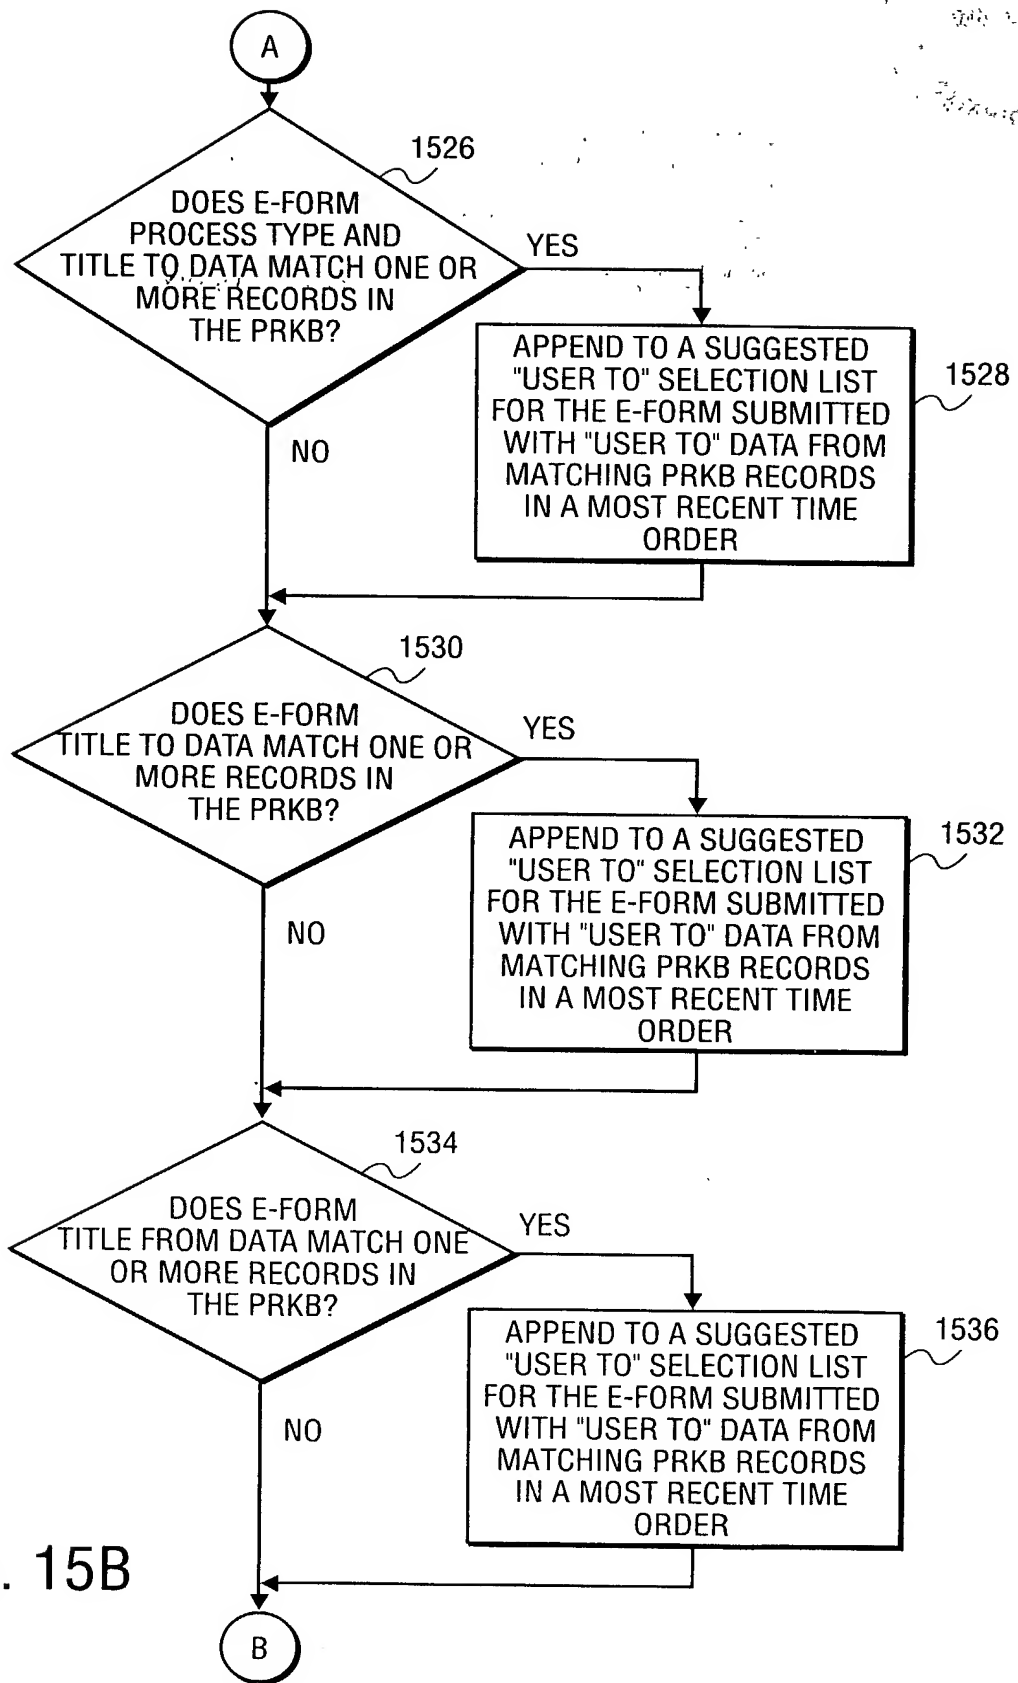 A
1526
DOES E-FORM
PROCESS TYPE AND
TITLE TO DATA MATCH ONE OR
MORE RECORDS IN
THE PRKB?
YES
NO
APPEND TO A SUGGESTED
"USER TO" SELECTION LIST
FOR THE E-FORM SUBMITTED
WITH "USER TO" DATA FROM
MATCHING PRKB RECORDS
IN A MOST RECENT TIME
ORDER
1528
1530
DOES E-FORM
TITLE TO DATA MATCH ONE OR
MORE RECORDS IN
THE PRKB?
YES
NO
APPEND TO A SUGGESTED
"USER TO" SELECTION LIST
FOR THE E-FORM SUBMITTED
WITH "USER TO" DATA FROM
MATCHING PRKB RECORDS
IN A MOST RECENT TIME
ORDER
1532
1534
DOES E-FORM
TITLE FROM DATA MATCH ONE
OR MORE RECORDS IN
THE PRKB?
YES
NO
APPEND TO A SUGGESTED
"USER TO" SELECTION LIST
FOR THE E-FORM SUBMITTED
WITH "USER TO" DATA FROM
MATCHING PRKB RECORDS
IN A MOST RECENT TIME
ORDER
1536
. 15B
B